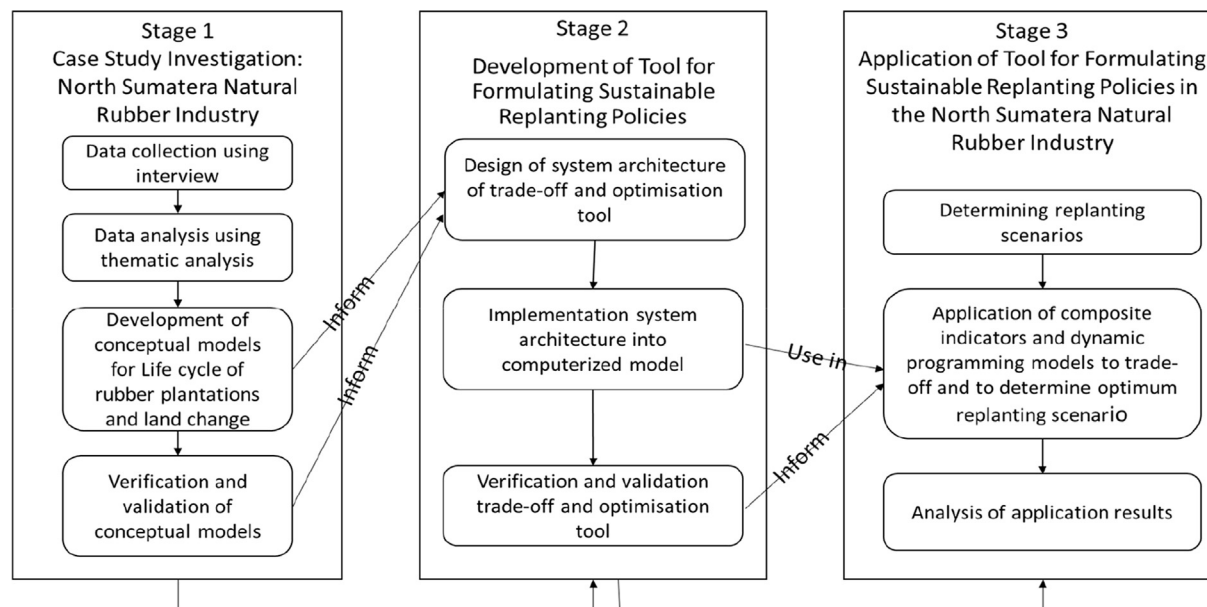 Stage 1
Case Study Investigation:
North Sumatera Natural
Rubber Industry
Data collection using
interview
Data analysis using
thematic analysis
Development of
conceptual models
for Life cycle of
rubber plantations
and land change
Verification and
validation of
conceptual models
Inform
Inform
Stage 2
Development of Tool for
Formulating Sustainable
Replanting Policies
Design of system architecture
of trade-off and optimisation
tool
Implementation system
architecture into
computerized model
Verification and validation
trade-off and optimisation
tool
Use in
Inform
Stage 3
Application of Tool for Formulating
Sustainable Replanting Policies in
the North Sumatera Natural
Rubber Industry
Determining replanting
scenarios
Application of composite
indicators and dynamic
programming models to trade-
off and to determine optimum
replanting scenario
Analysis of application results